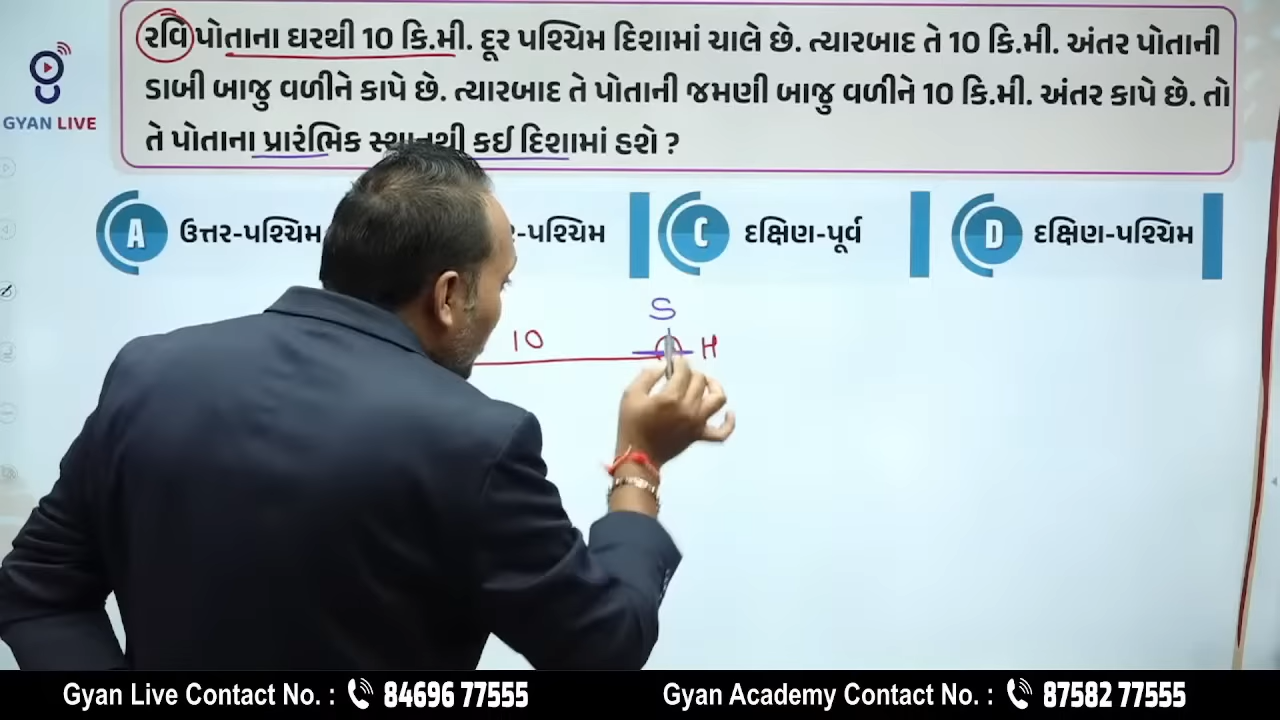 રવિ પોતાના ઘરથી 10 કિ.મી. દૂર પશ્ચિમ દિશામાં ચાલે છે. ત્યારબાદ તે 10 કિ.મી. અંતર પોતાની
ડાબી બાજુ વળીને કાપે છે. ત્યારબાદ તે પોતાની જમણી બાજુ વળીને 10 કિ.મી. અંતર કાપે છે. તો
તે પોતાના પ્રારંભિક સ્થાનથી કઈ દિશામાં હશે ?
GYAN LIVE
A ઉત્તર-પશ્ચિમ -પશ્ચિમ C દક્ષિણ-પૂર્વ D દક્ષિણ-પશ્ચિમ
S
10 H
Gyan Live Contact No. : 84696 77555 Gyan Academy Contact No. : 87582 77555